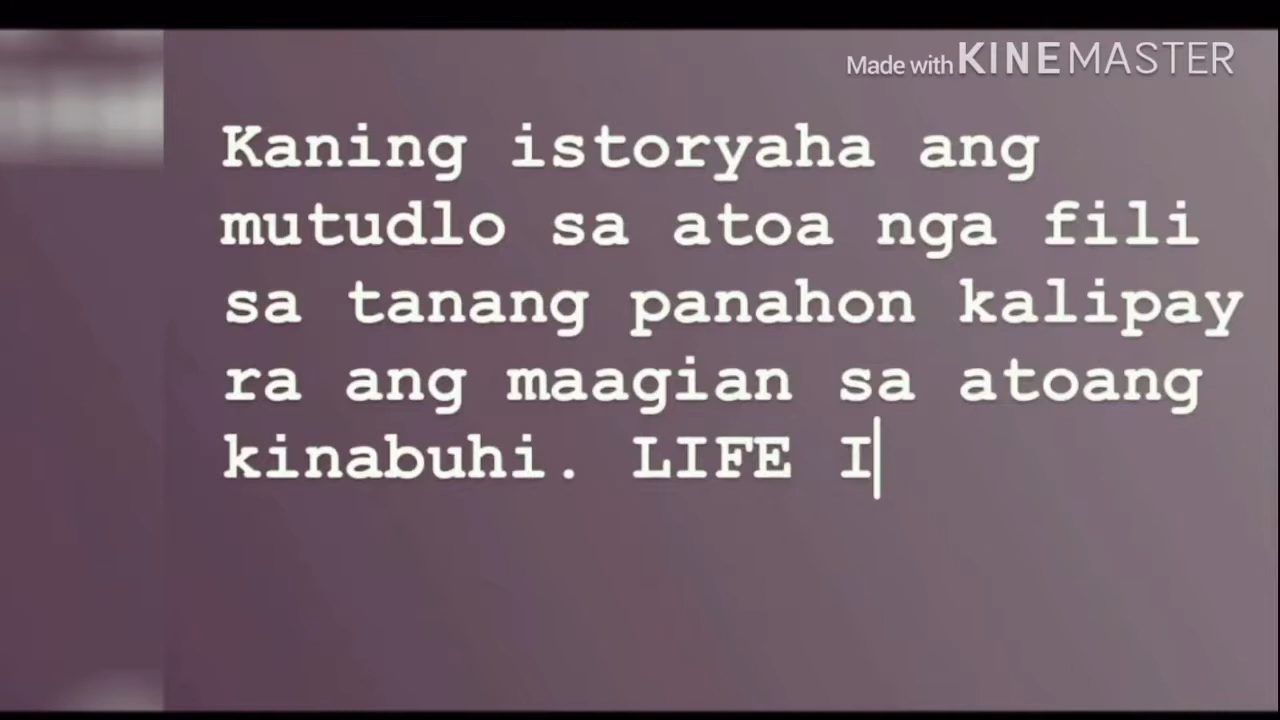 Made with KINEMASTER
Kaning istoryaha ang
mutudlo sa atoa nga fili
sa tanang panahon kalipay
ra ang maagian sa atoang
kinabuhi. LIFE I